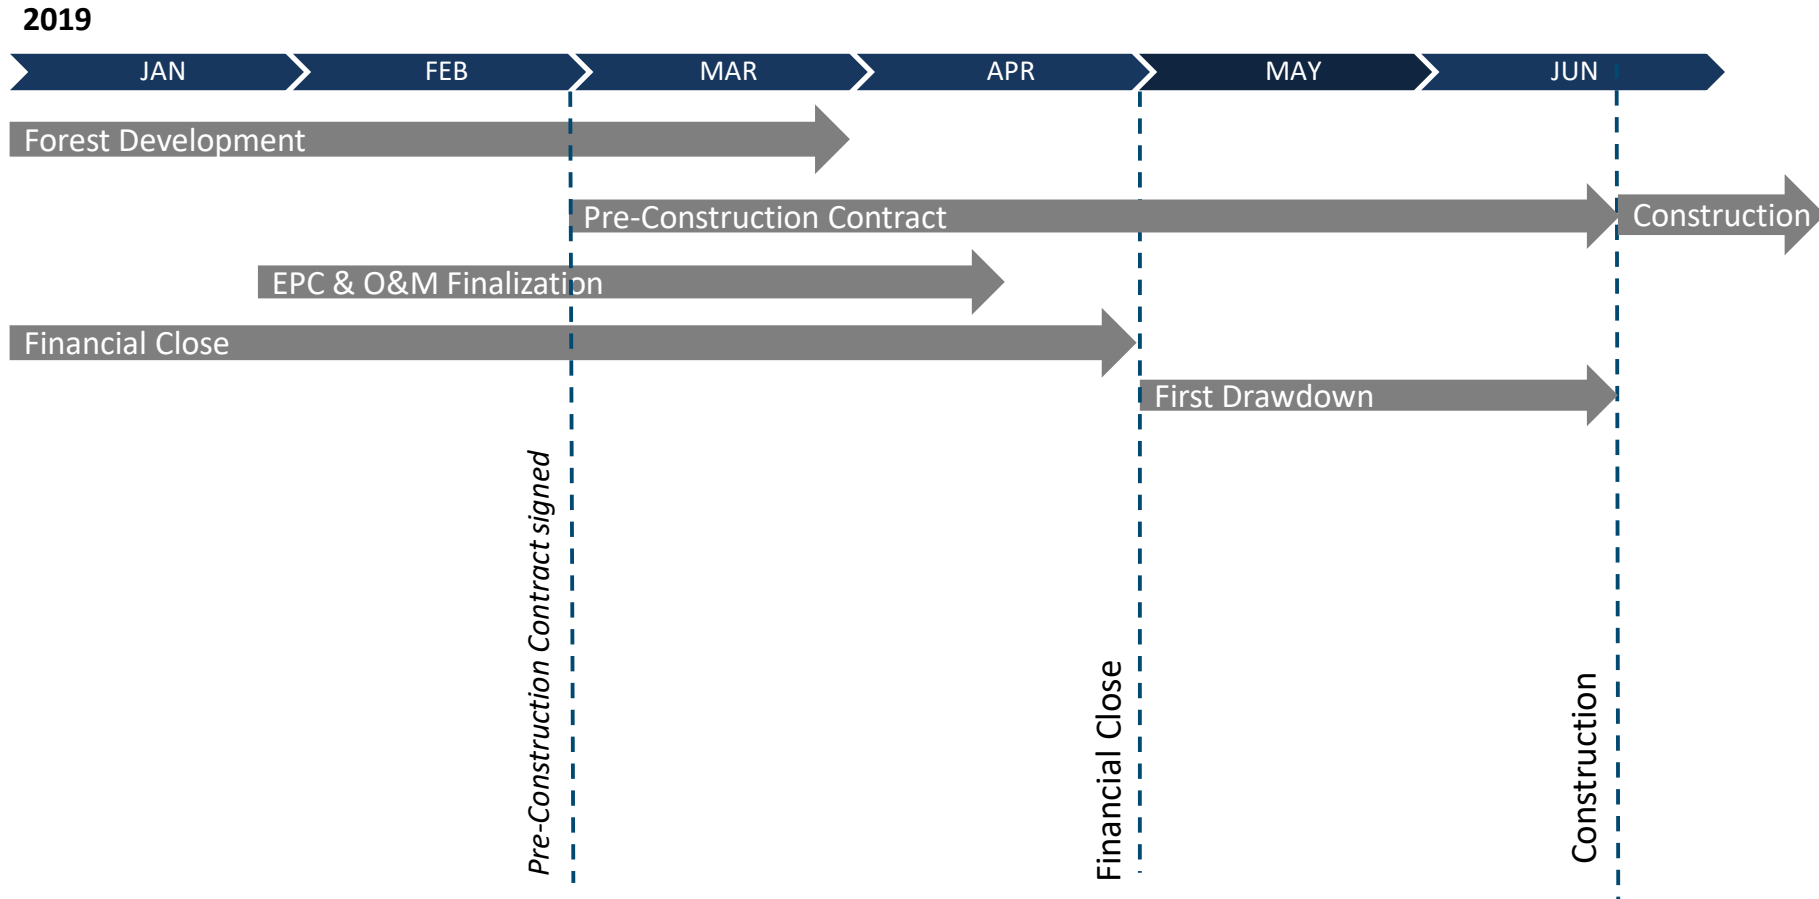 2019
JAN
FEB
MAR
APR
MAY
JUN
Forest Development
Pre-Construction Contract
Construction
EPC & O&M Finalization
Financial Close
First Drawdown
Pre-Construction Contract signed
Financial Close
Construction